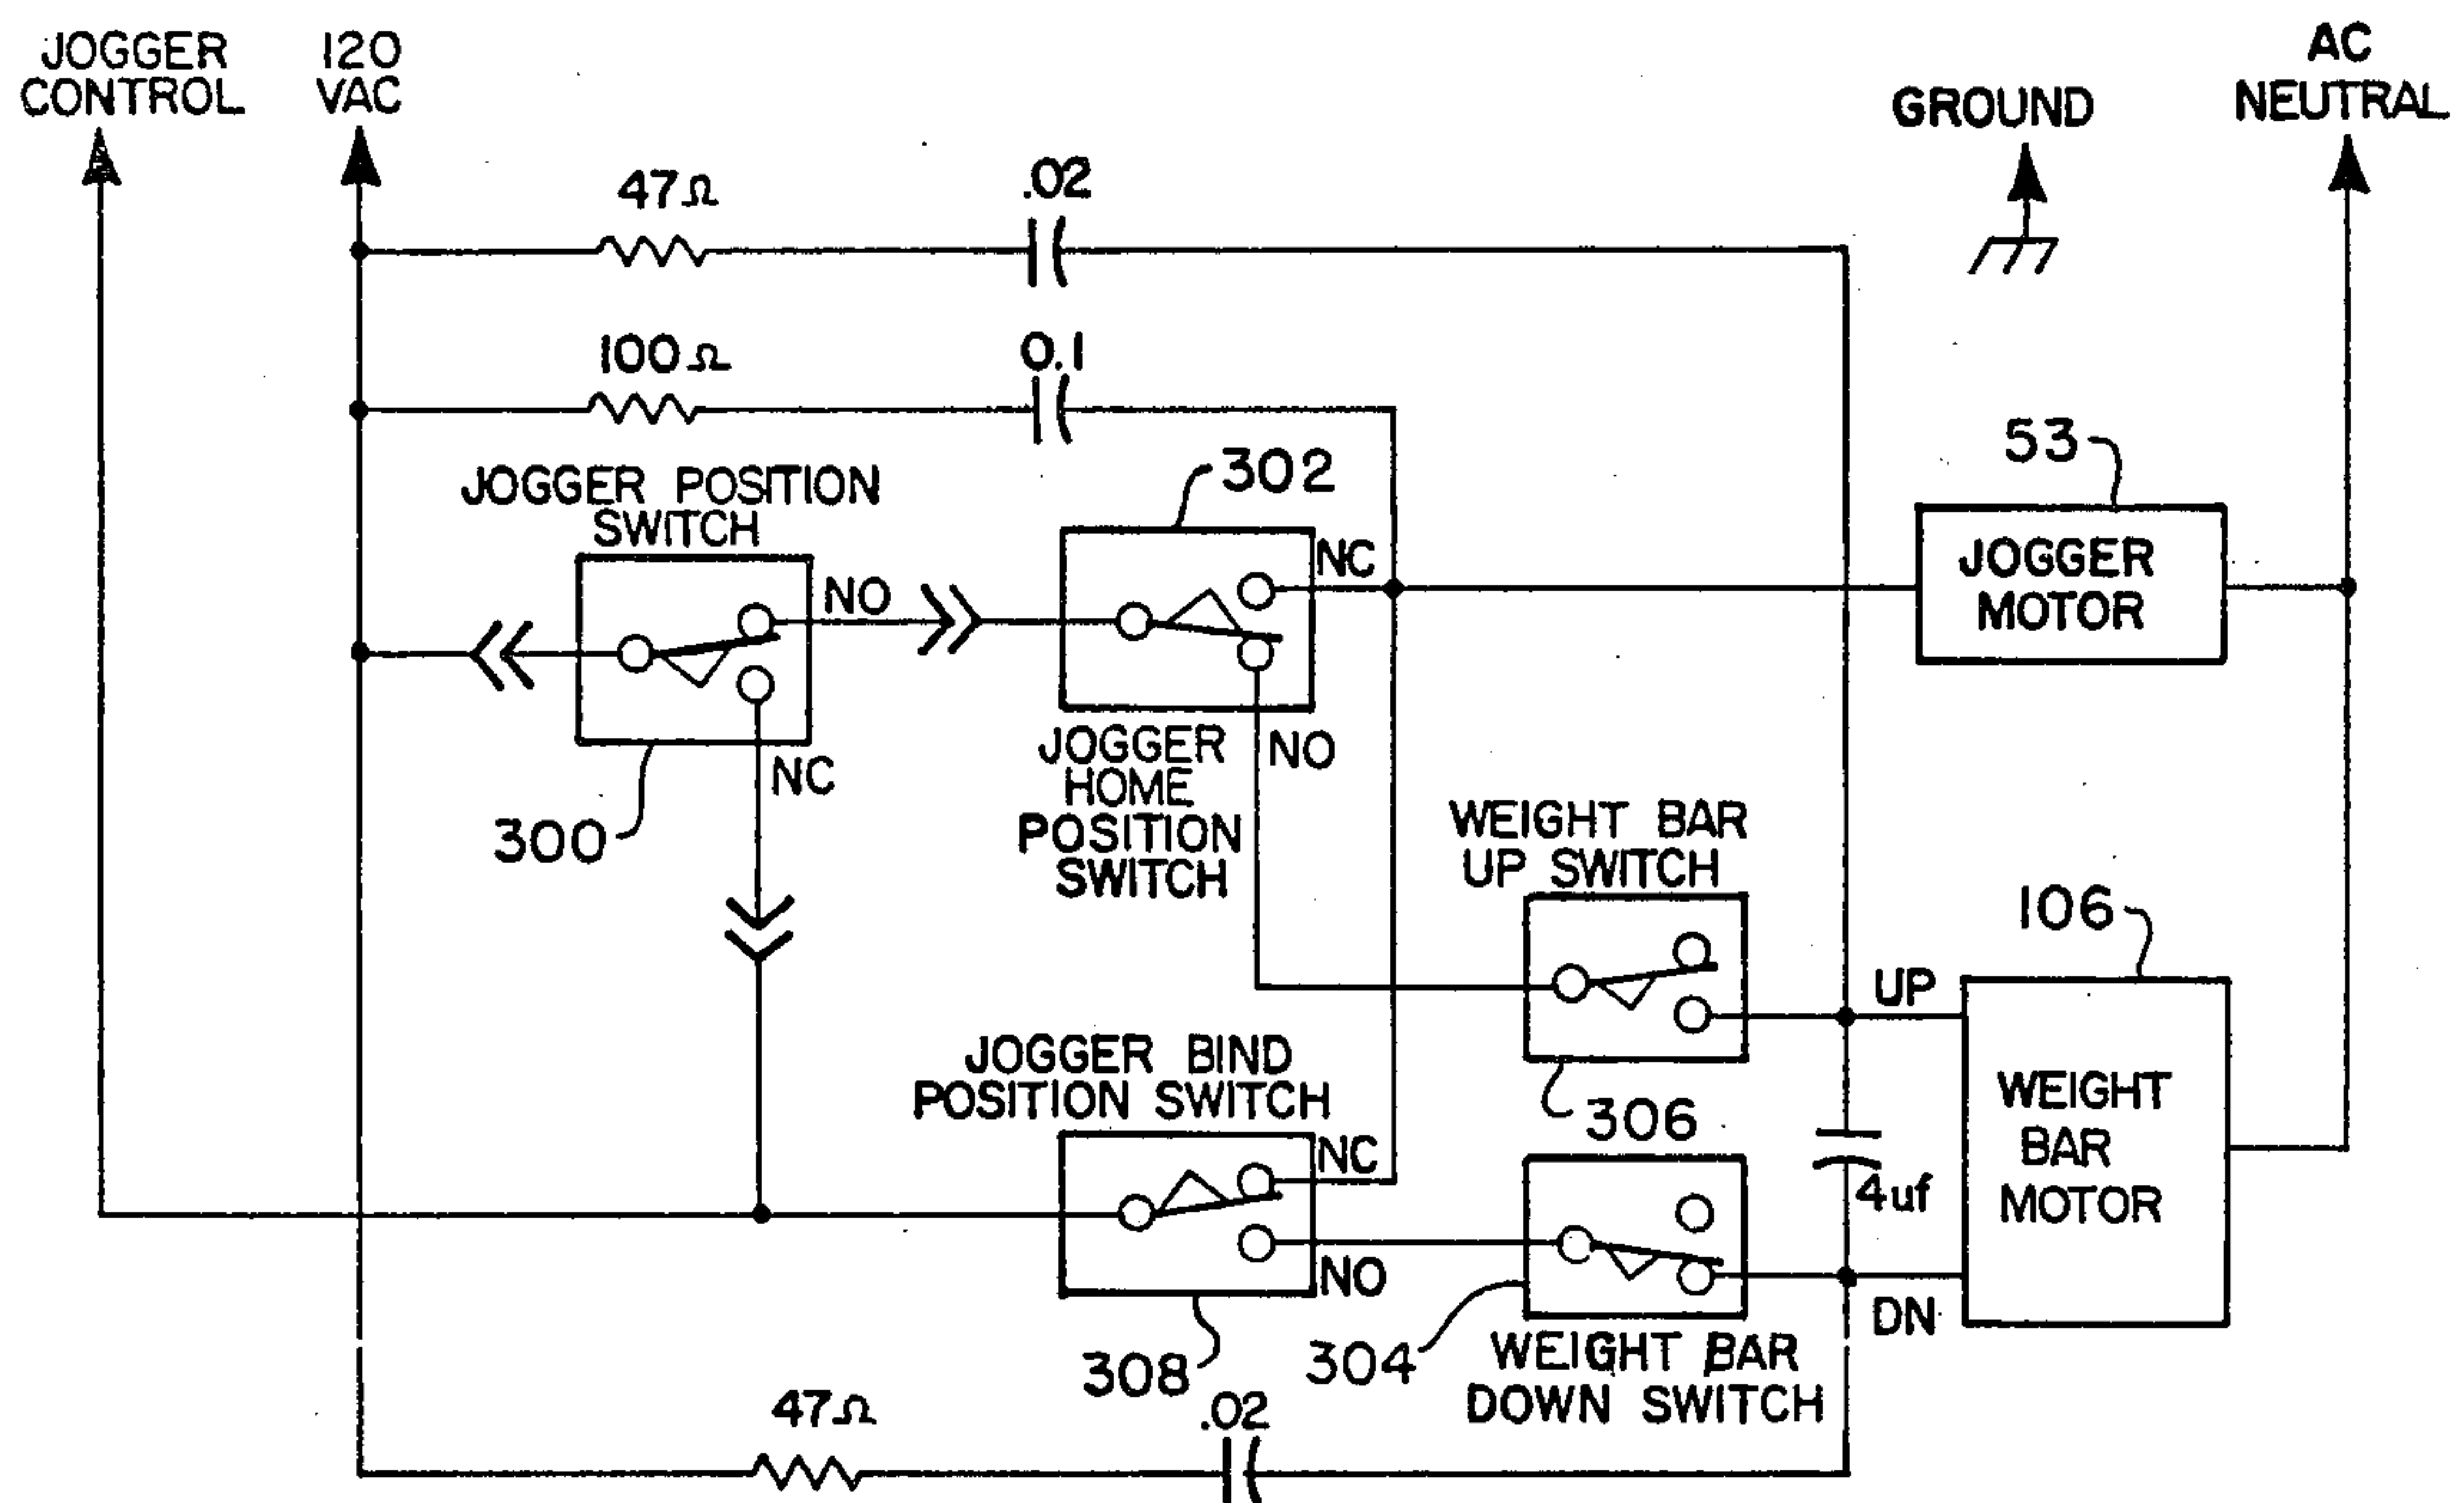 JOGGER
CONTROL
120
VAC
GROUND
AC
NEUTRAL
47Ω
.02
100Ω
0.1
53
JOGGER
MOTOR
JOGGER POSITION
SWITCH
302
NO
NC
NC
300
JOGGER
HOME
POSITION
SWITCH
NO
WEIGHT BAR
UP SWITCH
306
106
UP
WEIGHT
BAR
MOTOR
4uf
DN
JOGGER BIND
POSITION SWITCH
NC
NO
308
304
WEIGHT BAR
DOWN SWITCH
47Ω
.02